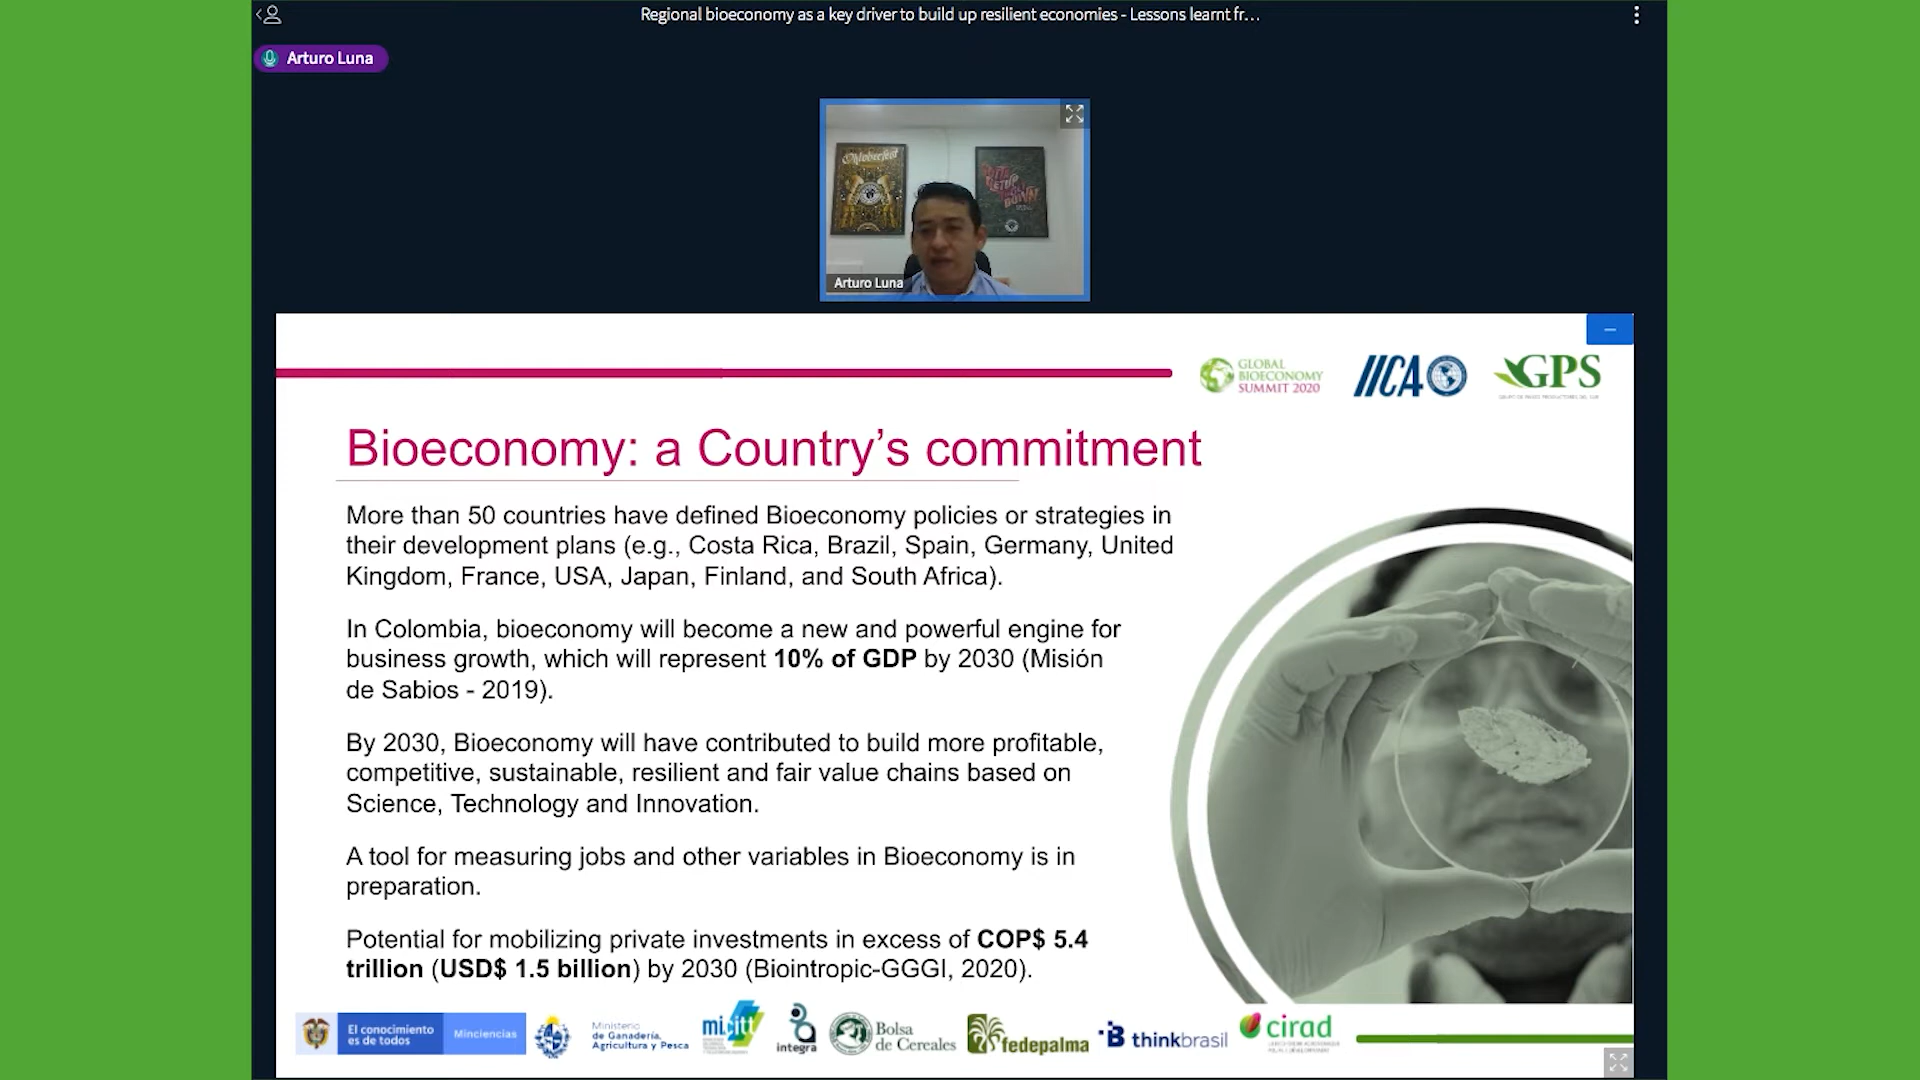 Regional bioeconomy as a key driver to build up resilient economies - Lessons learnt fr...
Arturo Luna
Oktoberfest
Arturo Luna
GLOBAL
BIOECONOMY
SUMMIT 2020
IICA
GPS
Bioeconomy: a Country’s commitment
More than 50 countries have defined Bioeconomy policies or strategies in
their development plans (e.g., Costa Rica, Brazil, Spain, Germany, United
Kingdom, France, USA, Japan, Finland, and South Africa).
In Colombia, bioeconomy will become a new and powerful engine for
business growth, which will represent 10% of GDP by 2030 (Misión
de Sabios - 2019).
By 2030, Bioeconomy will have contributed to build more profitable,
competitive, sustainable, resilient and fair value chains based on
Science, Technology and Innovation.
A tool for measuring jobs and other variables in Bioeconomy is in
preparation.
Potential for mobilizing private investments in excess of COP$ 5.4
trillion (USD$ 1.5 billion) by 2030 (Biointropic-GGGI, 2020).
El conocimiento
es de todos
Minciencias
Ministerio
de Ganadería,
Agricultura y Pesca
micitt
integra
Bolsa
de Cereales
fedepalma
B thinkbrasil
cirad